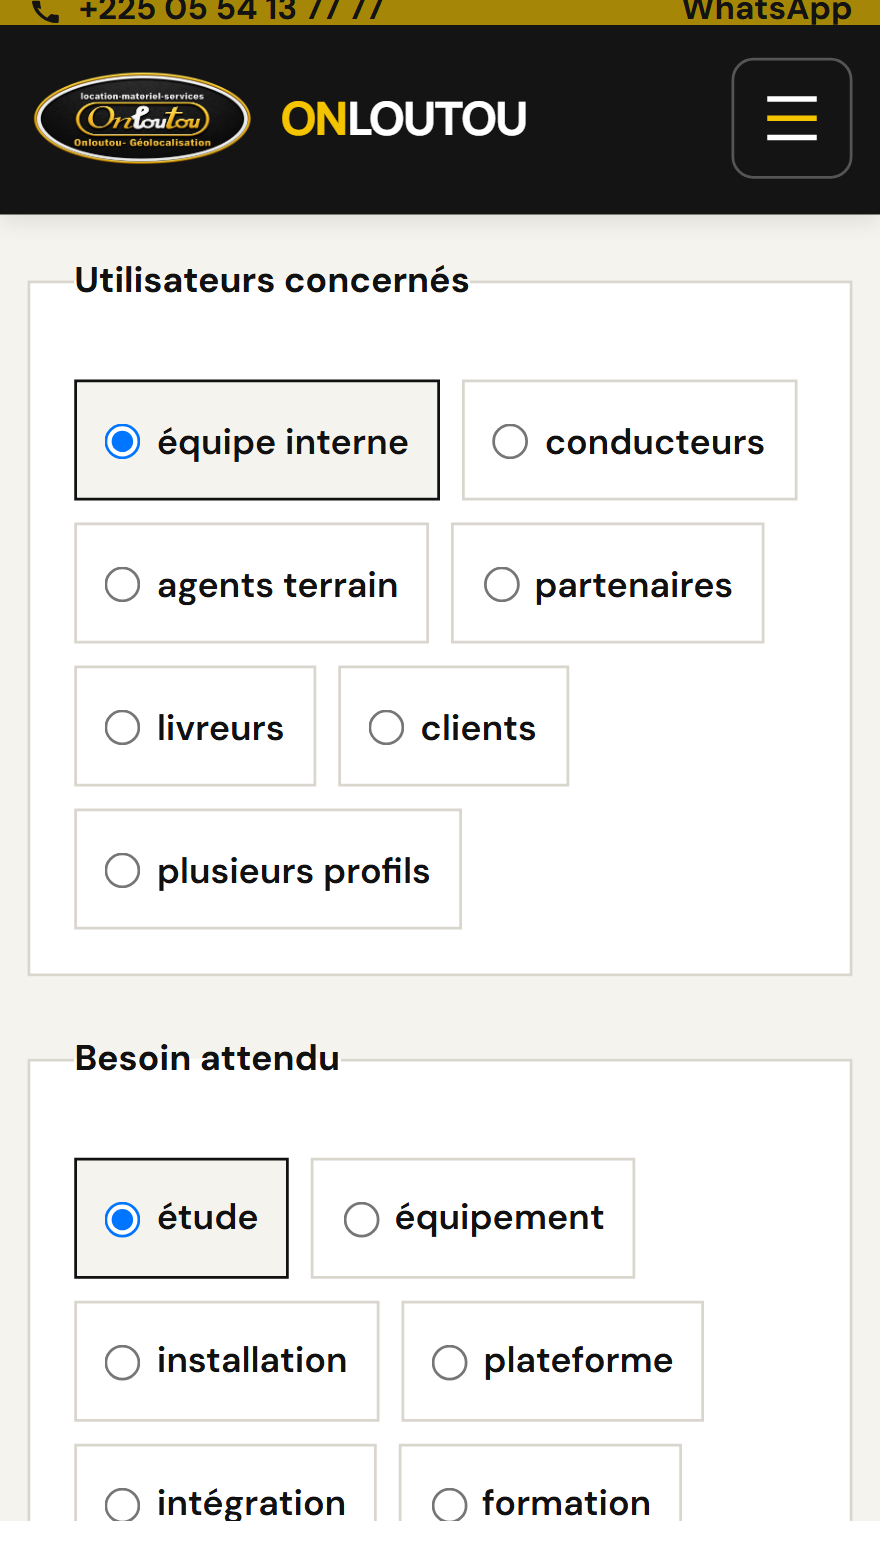 +225 05 54 13 77 77 WhatsApp
location-materiel-services
Onloutou
Onloutou- Géolocalisation
ONLOUTOU
Utilisateurs concernés
équipe interne conducteurs
agents terrain partenaires
livreurs clients
plusieurs profils
Besoin attendu
étude équipement
installation plateforme
intégration formation